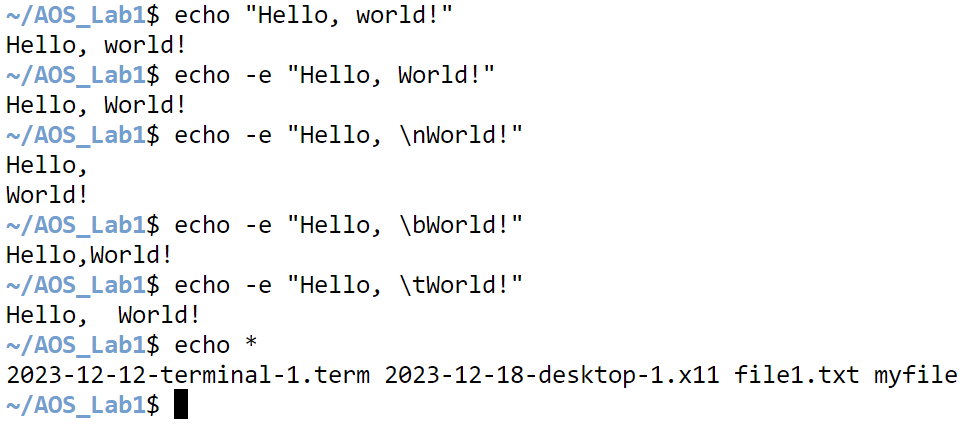 ~/AOS_Lab1$ echo "Hello, world!"
Hello, world!
~/AOS_Lab1$ echo -e "Hello, World!"
Hello, World!
~/AOS_Lab1$ echo -e "Hello, \nWorld!"
Hello,
World!
~/AOS_Lab1$ echo -e "Hello, \bWorld!"
Hello,World!
~/AOS_Lab1$ echo -e "Hello, \tWorld!"
Hello,  World!
~/AOS_Lab1$ echo *
2023-12-12-terminal-1.term 2023-12-18-desktop-1.x11 file1.txt myfile
~/AOS_Lab1$